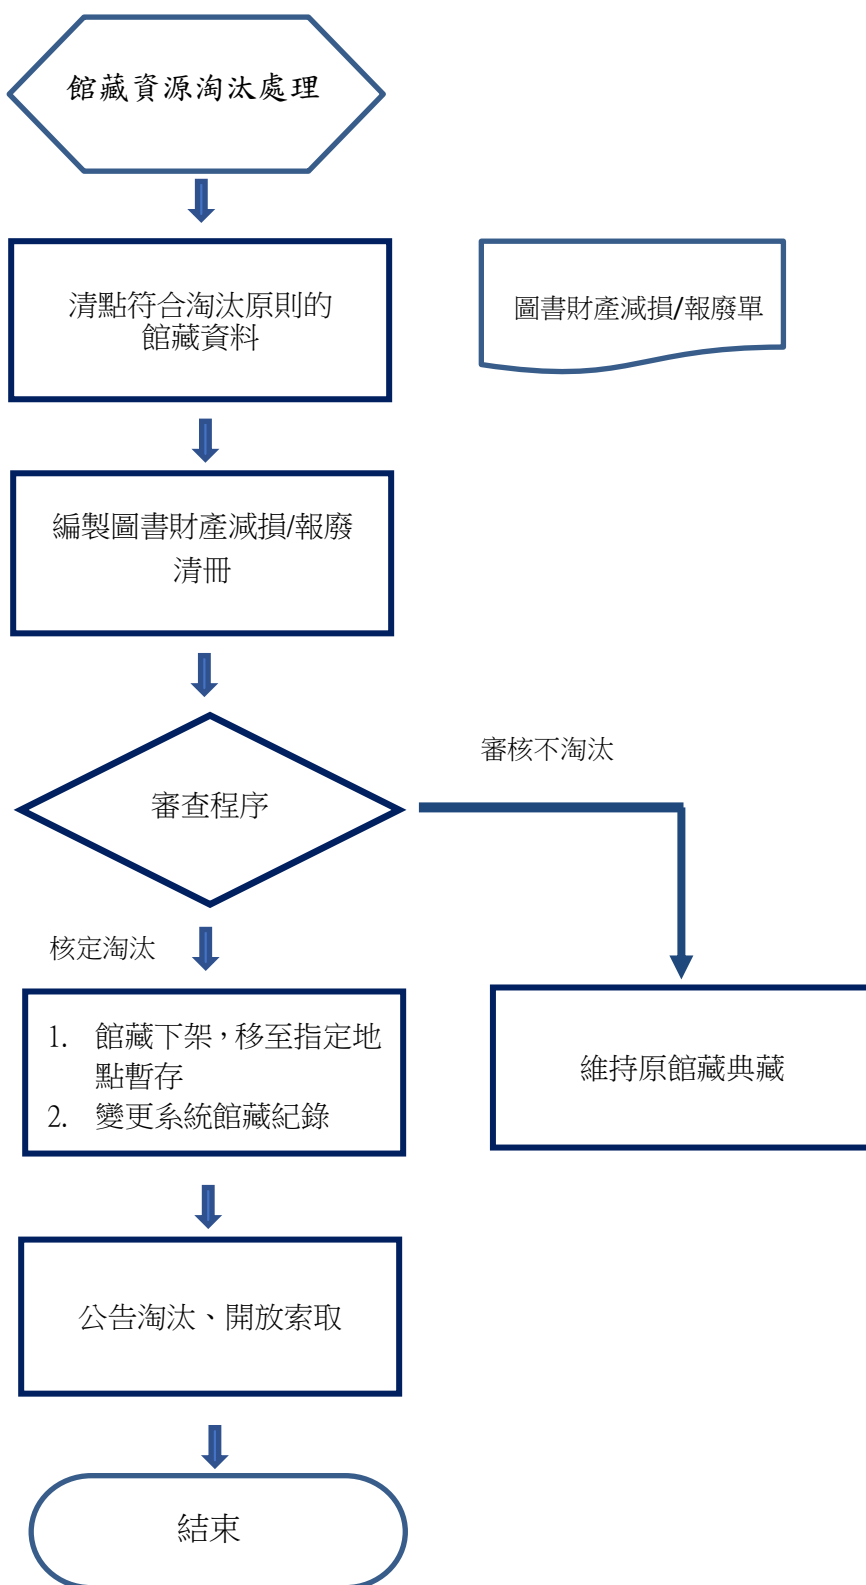 館藏資源淘汰處理
清點符合淘汰原則的
館藏資料
圖書財產減損/報廢單
編製圖書財產減損/報廢
清冊
審查程序
審核不淘汰
核定淘汰
1. 館藏下架，移至指定地
點暫存
2. 變更系統館藏紀錄
維持原館藏典藏
公告淘汰、開放索取
結束